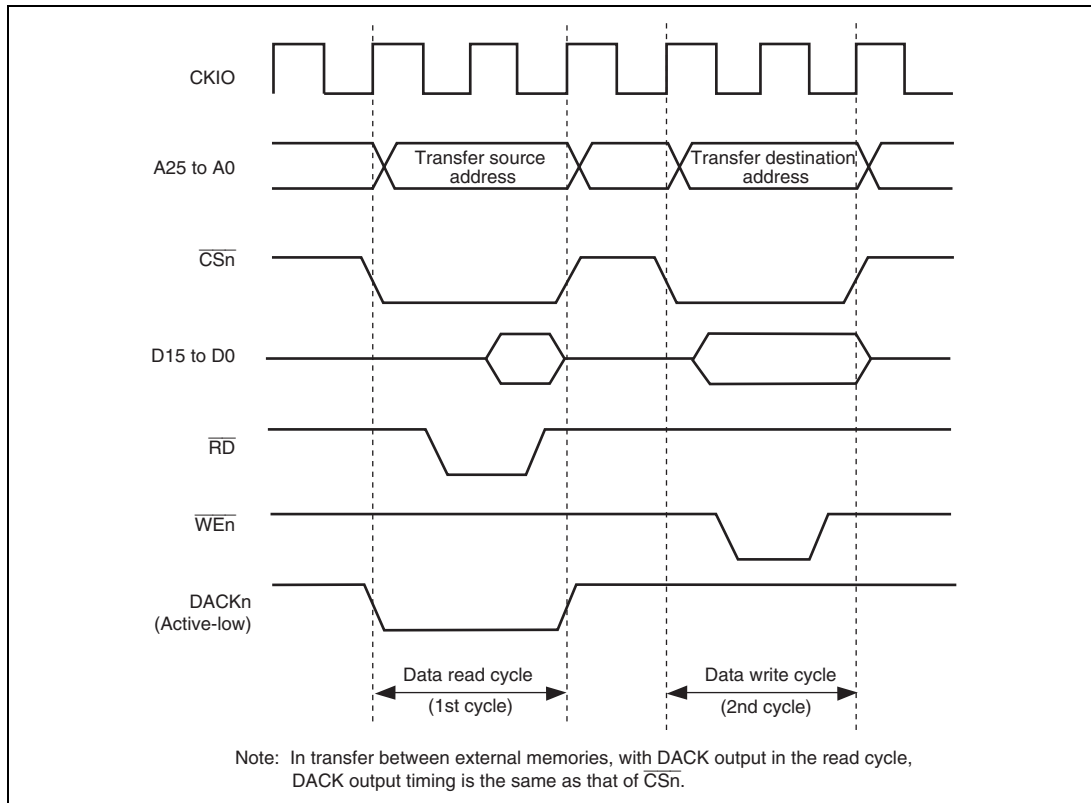 CKIO
A25 to A0
Transfer source
address
Transfer destination
address
CSn
D15 to D0
RD
WEn
DACKn
(Active-low)
Data read cycle
(1st cycle)
Data write cycle
(2nd cycle)
Note: In transfer between external memories, with DACK output in the read cycle,
DACK output timing is the same as that of CSn.